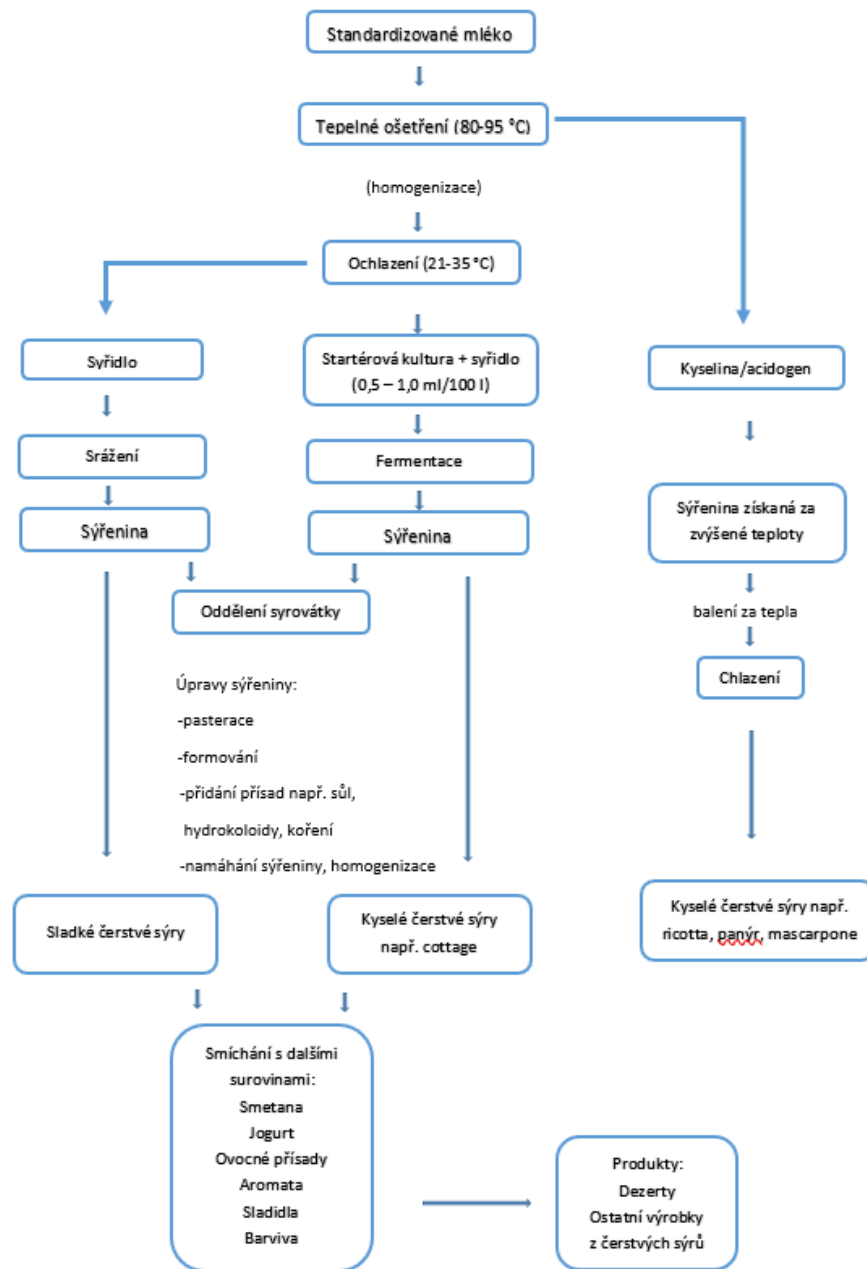 Standardizované mléko
Tepelné ošetření (80-95 °C)
(homogenizace)
Ochlazení (21-35 °C)
Syřidlo
Startérová kultura + syřidlo
(0,5 – 1,0 ml/100 l)
Kyselina/acidogen
Srážení
Fermentace
Sýřenina získaná za
zvýšené teploty
Sýřenina
Sýřenina
Oddělení syrovátky
balení za tepla
Chlazení
Úpravy sýřeniny:
-pasterace
-formování
-přidání přísad např. sůl,
hydrokoloidy, koření
-namáhání sýřeniny, homogenizace
Sladké čerstvé sýry
Kyselé čerstvé sýry
např. cottage
Kyselé čerstvé sýry např.
ricotta, panýr, mascarpone
Smíchání s dalšími
surovinami:
Smetana
Jogurt
Ovocné přísady
Aromata
Sladidla
Barviva
Produkty:
Dezerty
Ostatní výrobky
z čerstvých sýrů